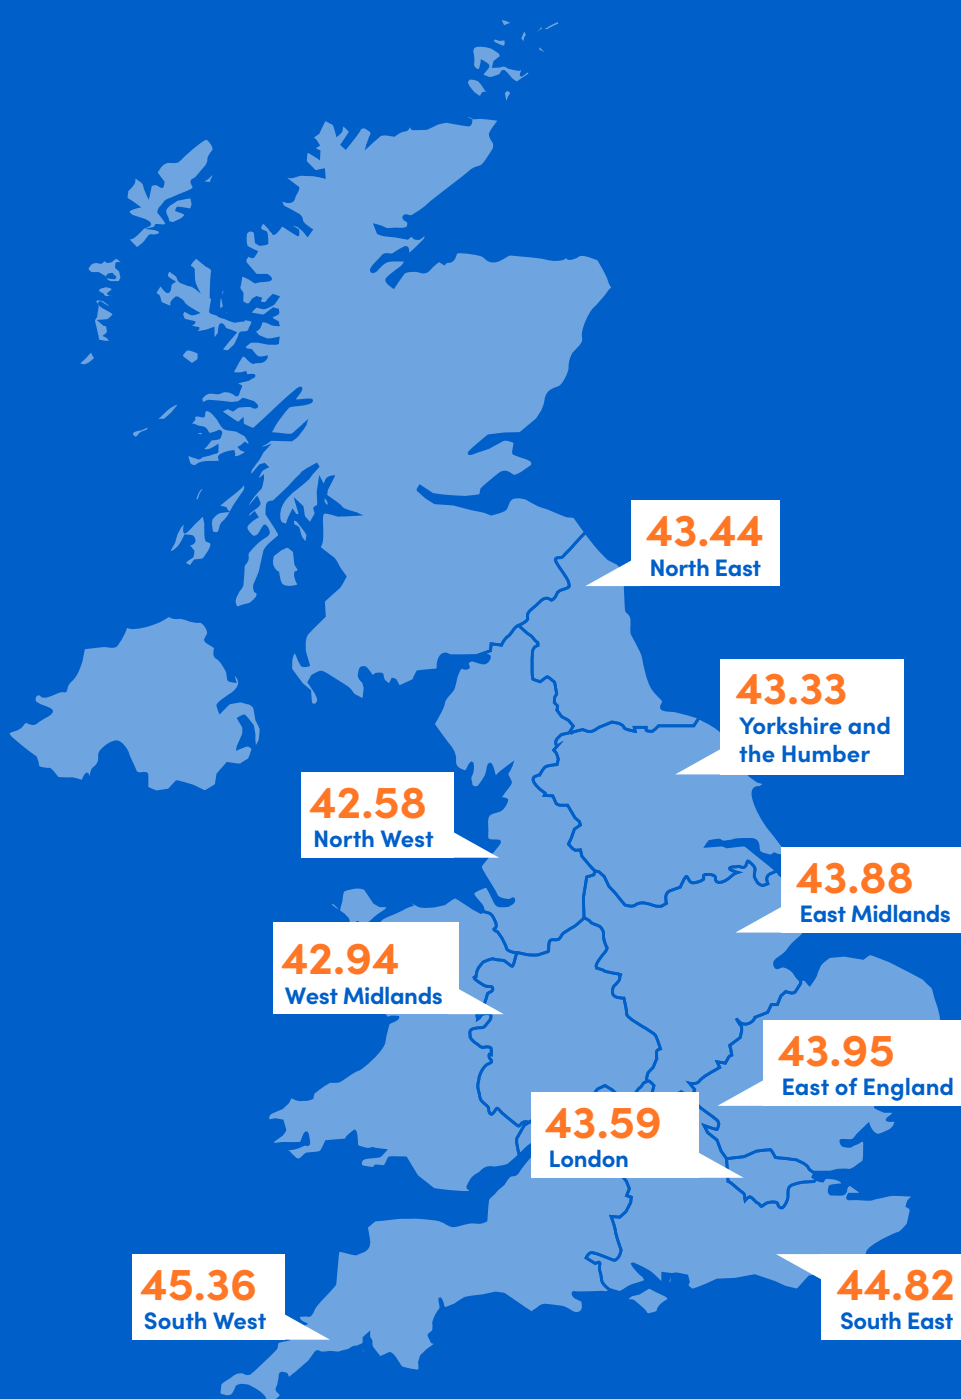 43.44
North East
43.33
Yorkshire and
the Humber
42.58
North West
43.88
East Midlands
42.94
West Midlands
43.95
East of England
43.59
London
45.36
South West
44.82
South East